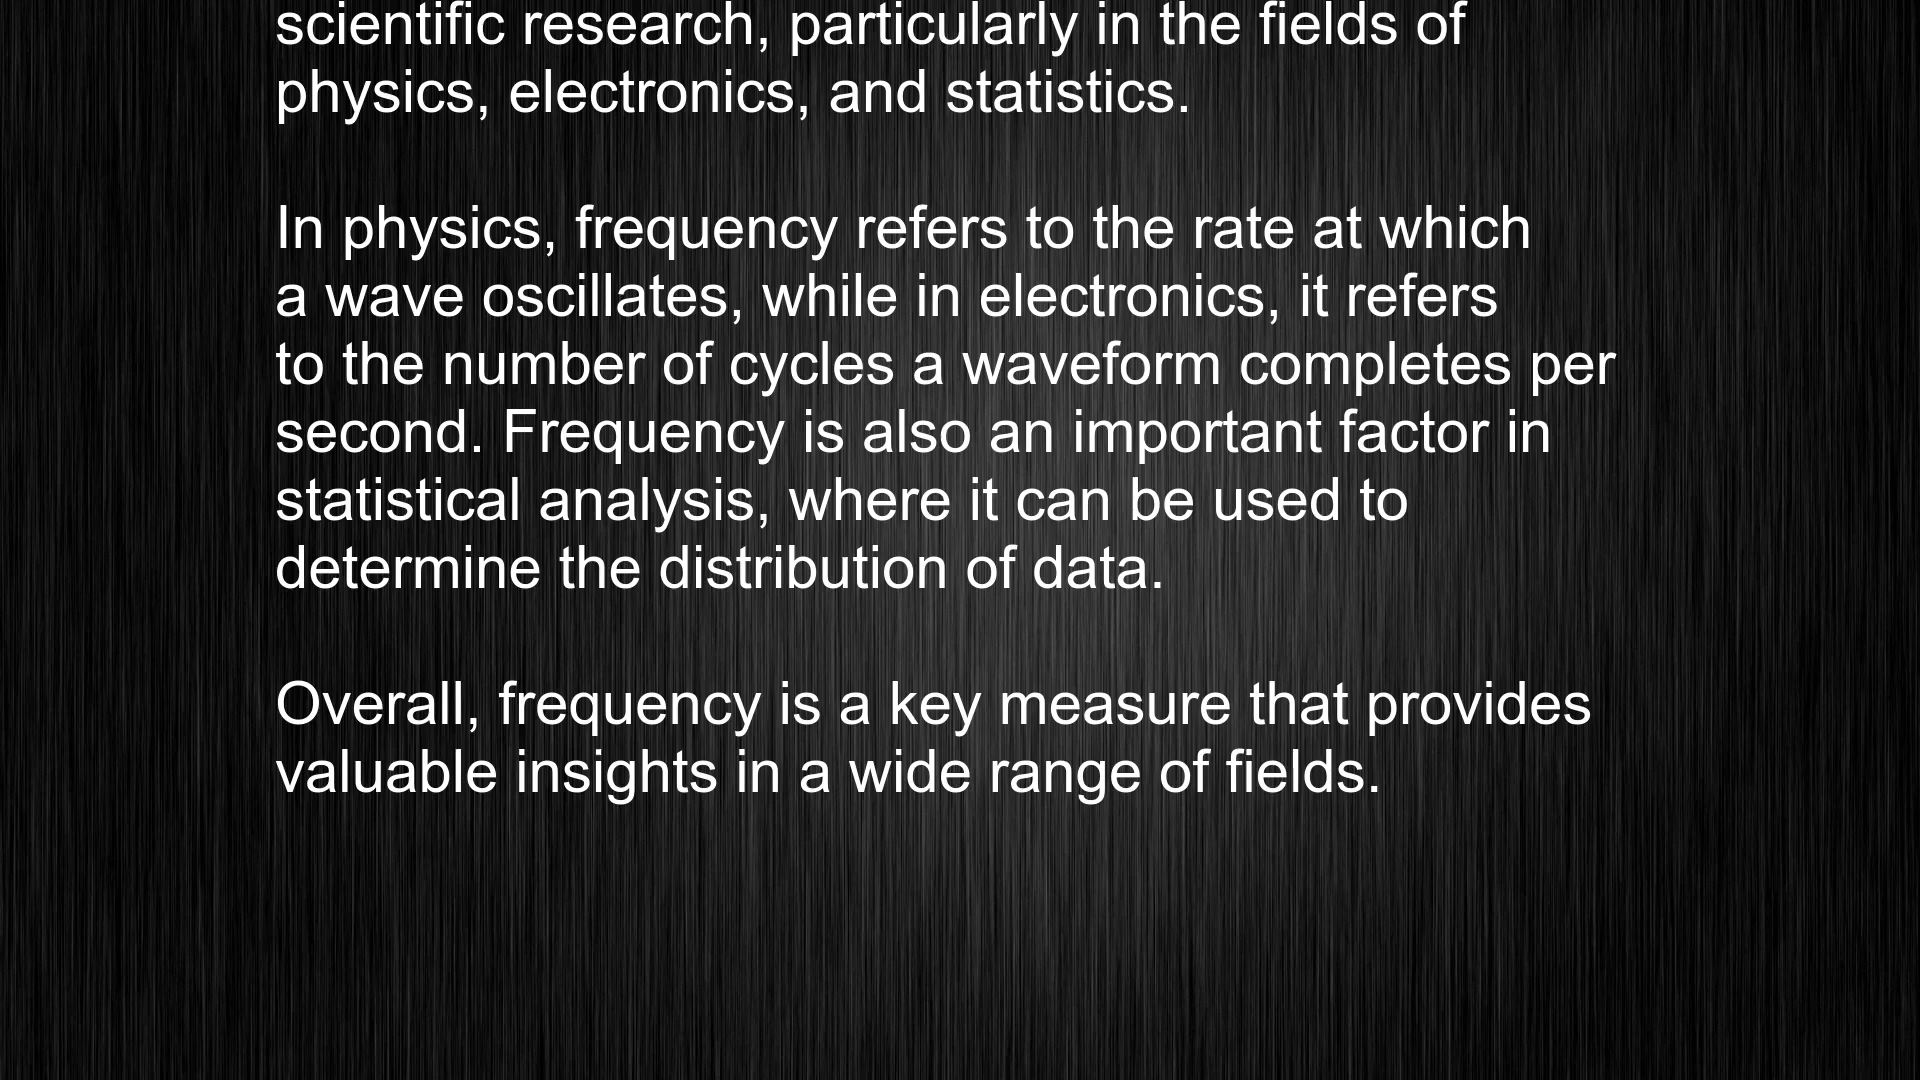 scientific research, particularly in the fields of
physics, electronics, and statistics.
In physics, frequency refers to the rate at which
a wave oscillates, while in electronics, it refers
to the number of cycles a waveform completes per
second. Frequency is also an important factor in
statistical analysis, where it can be used to
determine the distribution of data.
Overall, frequency is a key measure that provides
valuable insights in a wide range of fields.